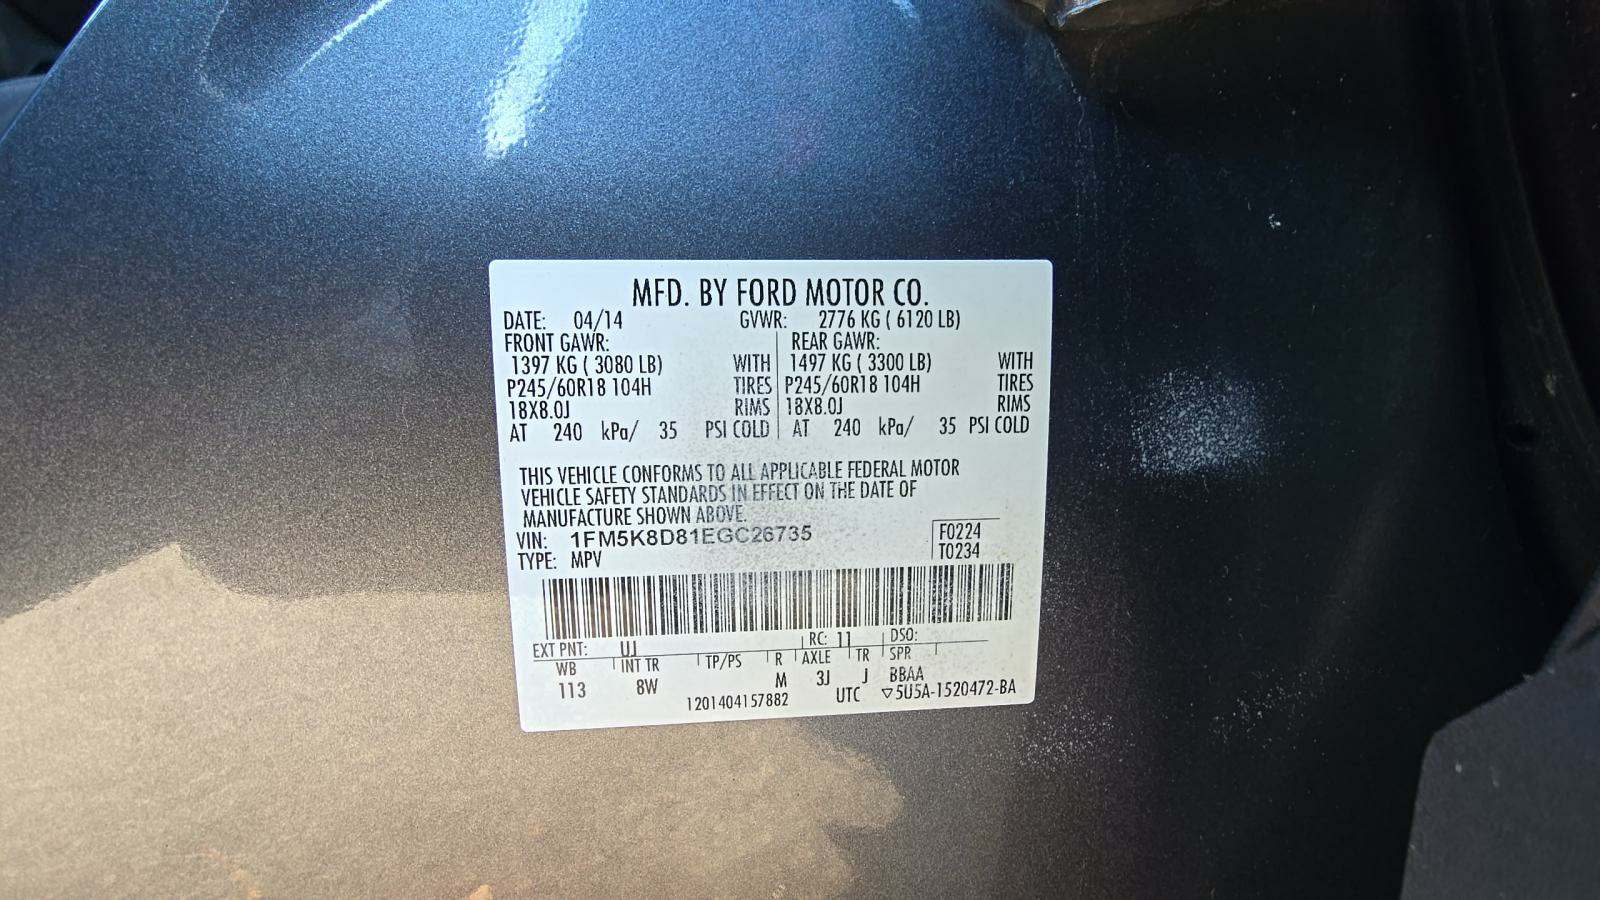 MFD. BY FORD MOTOR CO.
DATE: 04/14 GVWR: 2776 KG ( 6120 LB)
FRONT GAWR: REAR GAWR:
1397 KG ( 3080 LB) WITH 1497 KG ( 3300 LB) WITH
P245/60R18 104H TIRES P245/60R18 104H TIRES
18X8.0J RIMS 18X8.0J RIMS
AT 240 kPa/ 35 PSI COLD AT 240 kPa/ 35 PSI COLD
THIS VEHICLE CONFORMS TO ALL APPLICABLE FEDERAL MOTOR
VEHICLE SAFETY STANDARDS IN EFFECT ON THE DATE OF
MANUFACTURE SHOWN ABOVE.
VIN: 1FM5K8D81EGC26735 F0224
TYPE: MPV T0234
EXT PNT: UJ RC: 11 DSO:
WB INT TR TP/PS R AXLE TR SPR
113 8W M 3J J BBAA
1201404157882 UTC ▽5U5A-1520472-BA